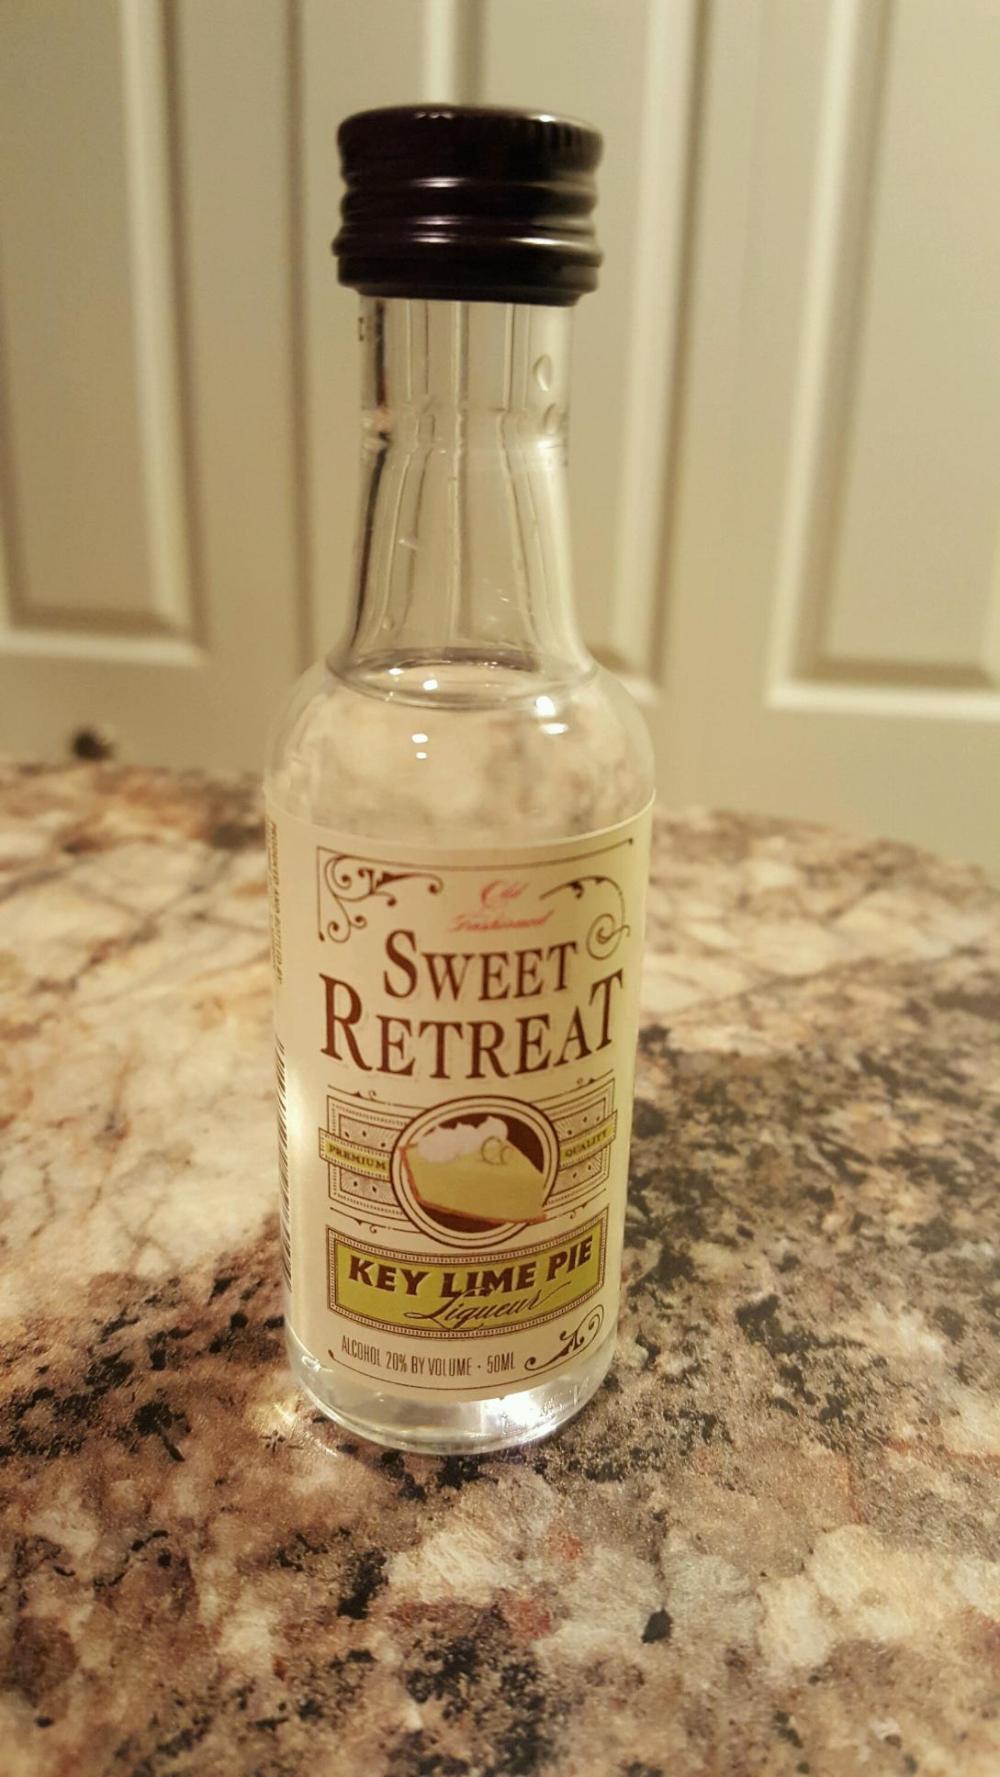 Old
Fashioned
SWEET
RETREAT
PREMIUM
QUALITY
KEY LIME PIE
Liqueur
ALCOHOL 20% BY VOLUME • 50ML